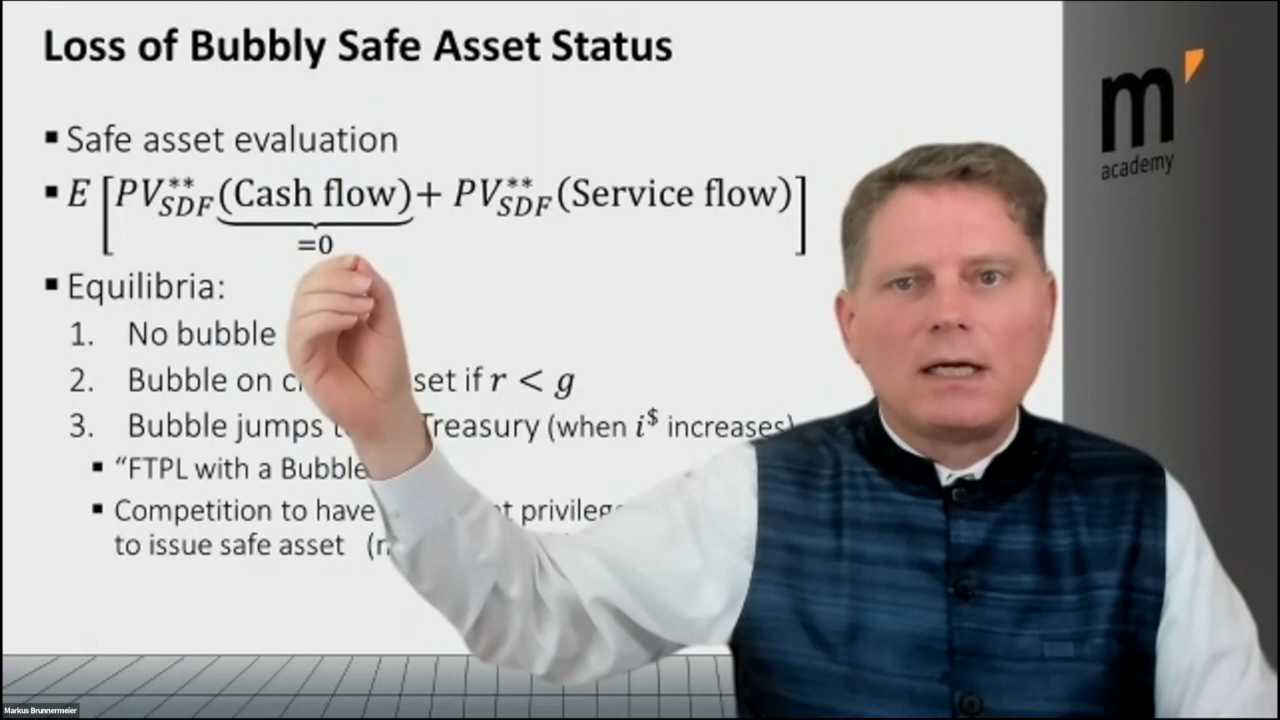 Loss of Bubbly Safe Asset Status
m'
academy
▪ Safe asset evaluation
▪ E [PV**SDF (Cash flow) + PV**SDF (Service flow)]
=0
▪ Equilibria:
1. No bubble
2. Bubble on set if r < g
3. Bubble jumps Treasury (when i$ increases)
▪ "FTPL with a Bubble
▪ Competition to have
to issue safe asset
Markus Brunnermeier